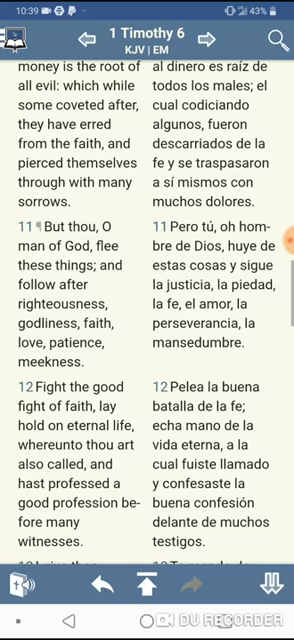 10:39
43%
1 Timothy 6
KJV | EM
money is the root of
all evil: which while
some coveted after,
they have erred
from the faith, and
pierced themselves
through with many
sorrows.
11 ¶ But thou, O
man of God, flee
these things; and
follow after
righteousness,
godliness, faith,
love, patience,
meekness.
12 Fight the good
fight of faith, lay
hold on eternal life,
whereunto thou art
also called, and
hast professed a
good profession be-
fore many
witnesses.
al dinero es raíz de
todos los males; el
cual codiciando
algunos, fueron
descarriados de la
fe y se traspasaron
a sí mismos con
muchos dolores.
11 Pero tú, oh hom-
bre de Dios, huye de
estas cosas y sigue
la justicia, la piedad,
la fe, el amor, la
perseverancia, la
mansedumbre.
12 Pelea la buena
batalla de la fe;
echa mano de la
vida eterna, a la
cual fuiste llamado
y confesaste la
buena confesión
delante de muchos
testigos.
DU RECORDER